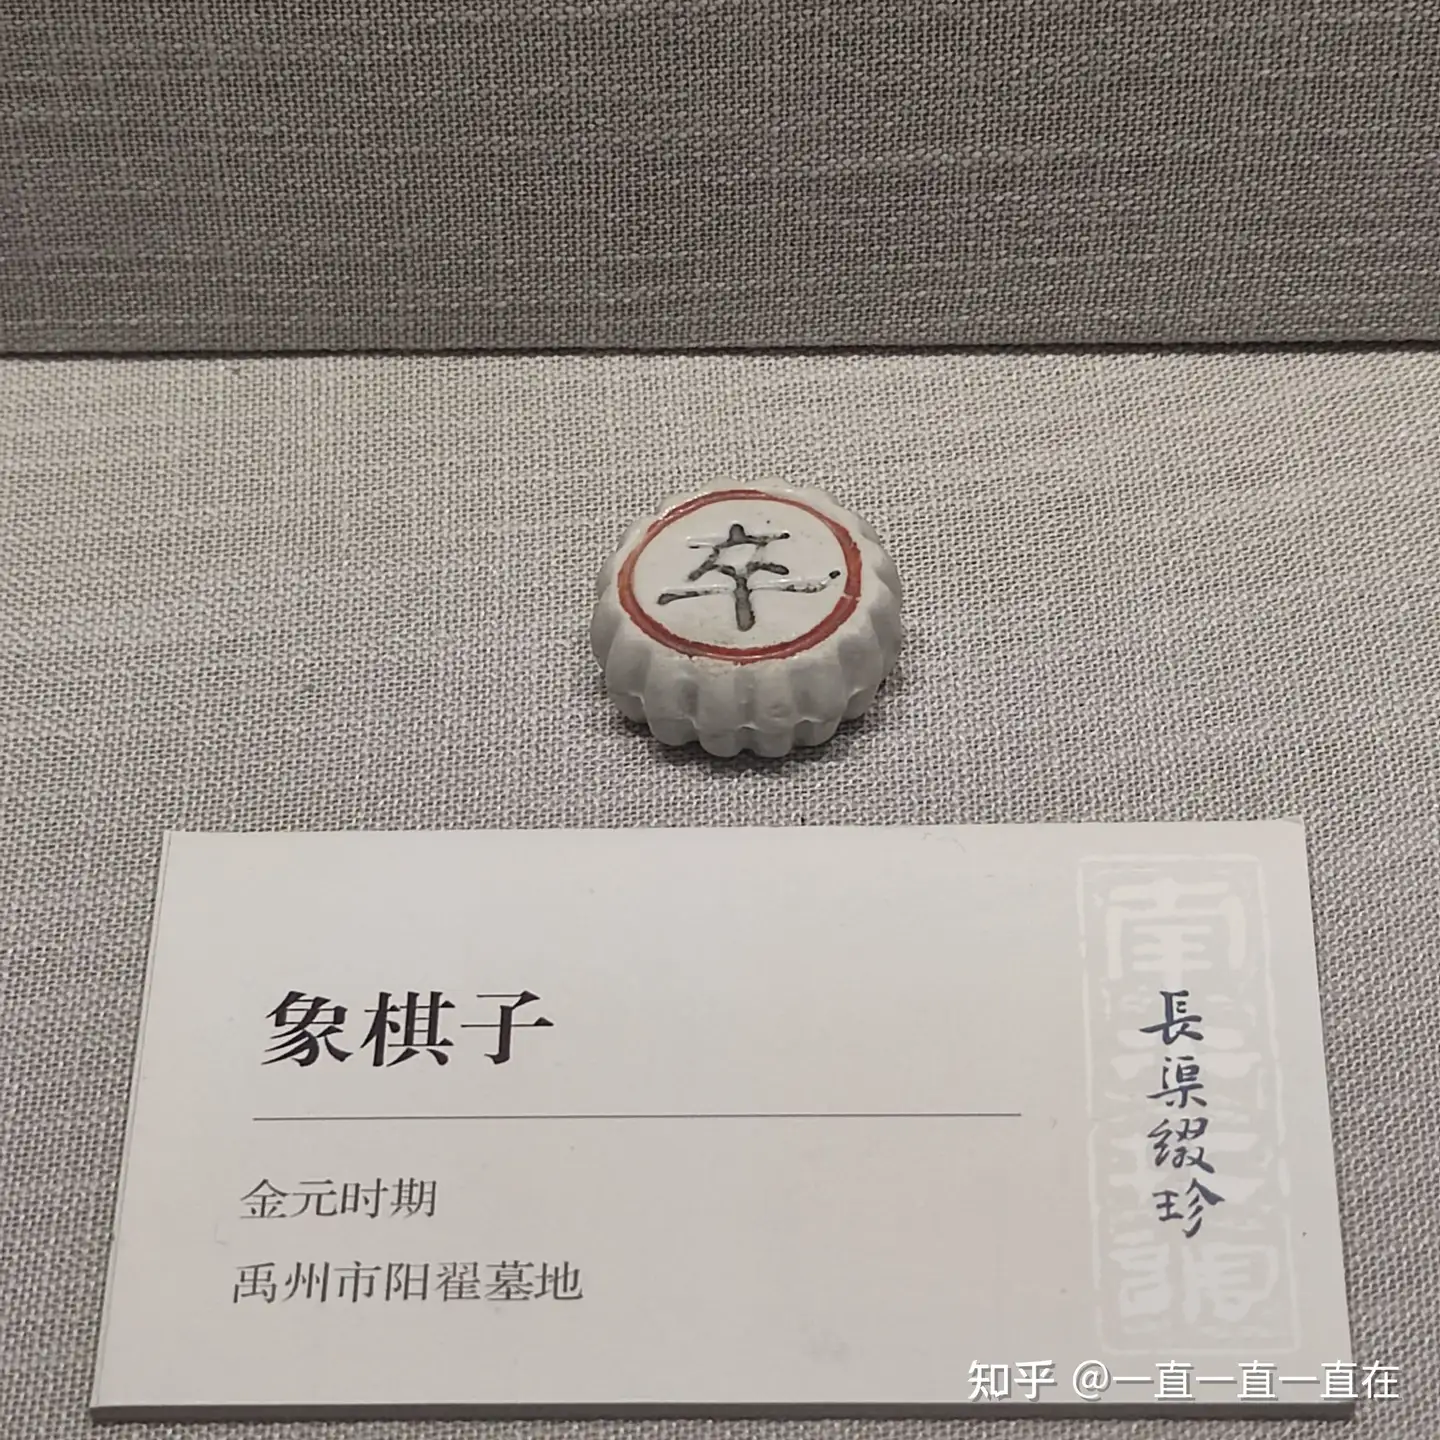 卒
象棋子
金元时期
禹州市阳翟墓地
長渠缀珍
知乎 @一直一直一直在